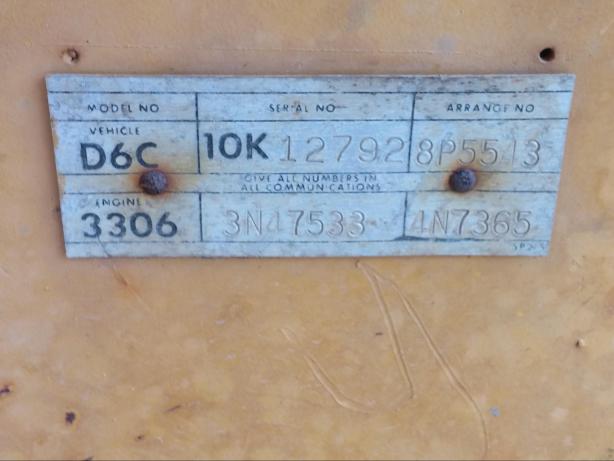 MODEL NO SERIAL NO ARRANGE NO
VEHICLE
D6C 10K 12792 8P5513
GIVE ALL NUMBERS IN
ALL COMMUNICATIONS
ENGINE
3306 3N47533 4N7365